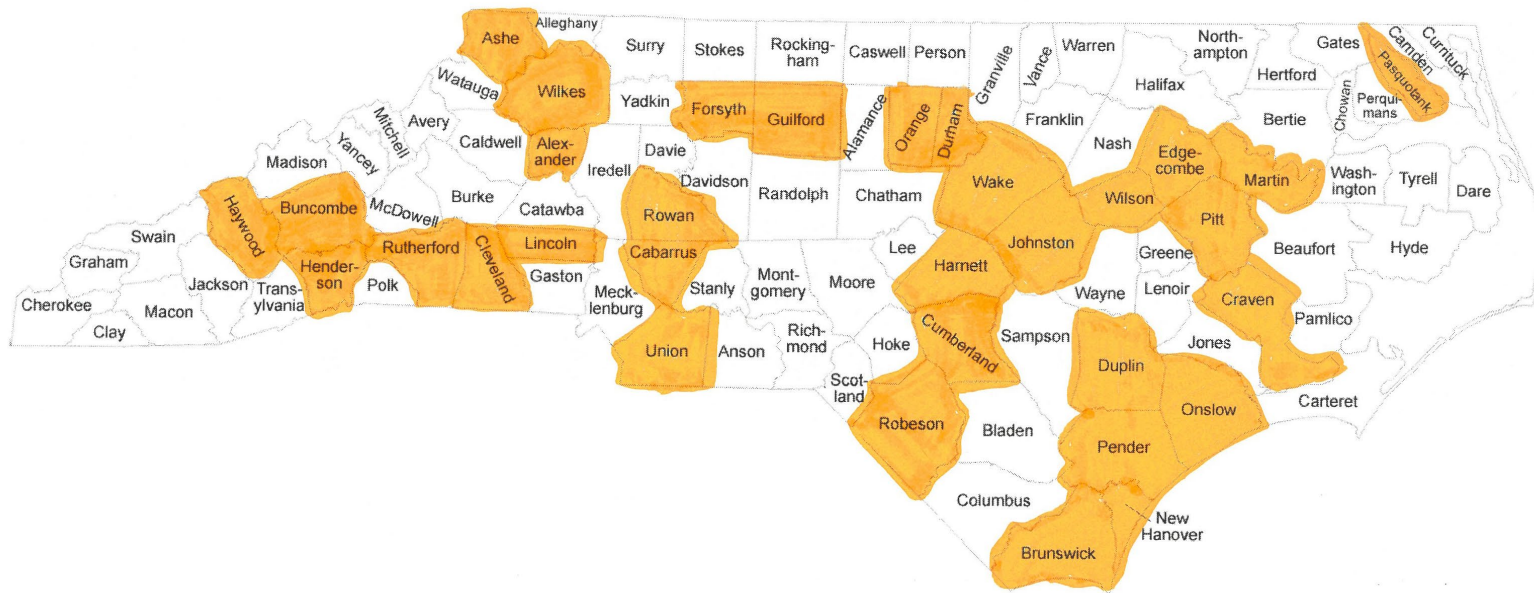 Alleghany
Ashe
Surry
Stokes
Rocking-
ham
Caswell
Person
Granville
Vance
Warren
North-
ampton
Gates
Camden
Currituck
Pasquotank
Hertford
Halifax
Watauga
Wilkes
Yadkin
Forsyth
Guilford
Alamance
Orange
Durham
Franklin
Nash
Bertie
Chowan
Perqui-
mans
Mitchell
Avery
Yancey
Caldwell
Alex-
ander
Madison
Iredell
Davie
Davidson
Randolph
Chatham
Wake
Edge-
combe
Martin
Wash-
ington
Tyrell
Dare
Burke
McDowell
Catawba
Buncombe
Haywood
Rowan
Wilson
Pitt
Swain
Rutherford
Cleveland
Lincoln
Cabarrus
Lee
Johnston
Greene
Beaufort
Hyde
Graham
Jackson
Hender-
son
Polk
Gaston
Harnett
Cherokee
Macon
Trans-
ylvania
Meck-
lenburg
Stanly
Mont-
gomery
Moore
Wayne
Lenoir
Craven
Pamlico
Clay
Union
Anson
Rich-
mond
Hoke
Cumberland
Sampson
Jones
Scot-
land
Duplin
Onslow
Carteret
Robeson
Bladen
Pender
Columbus
New
Hanover
Brunswick